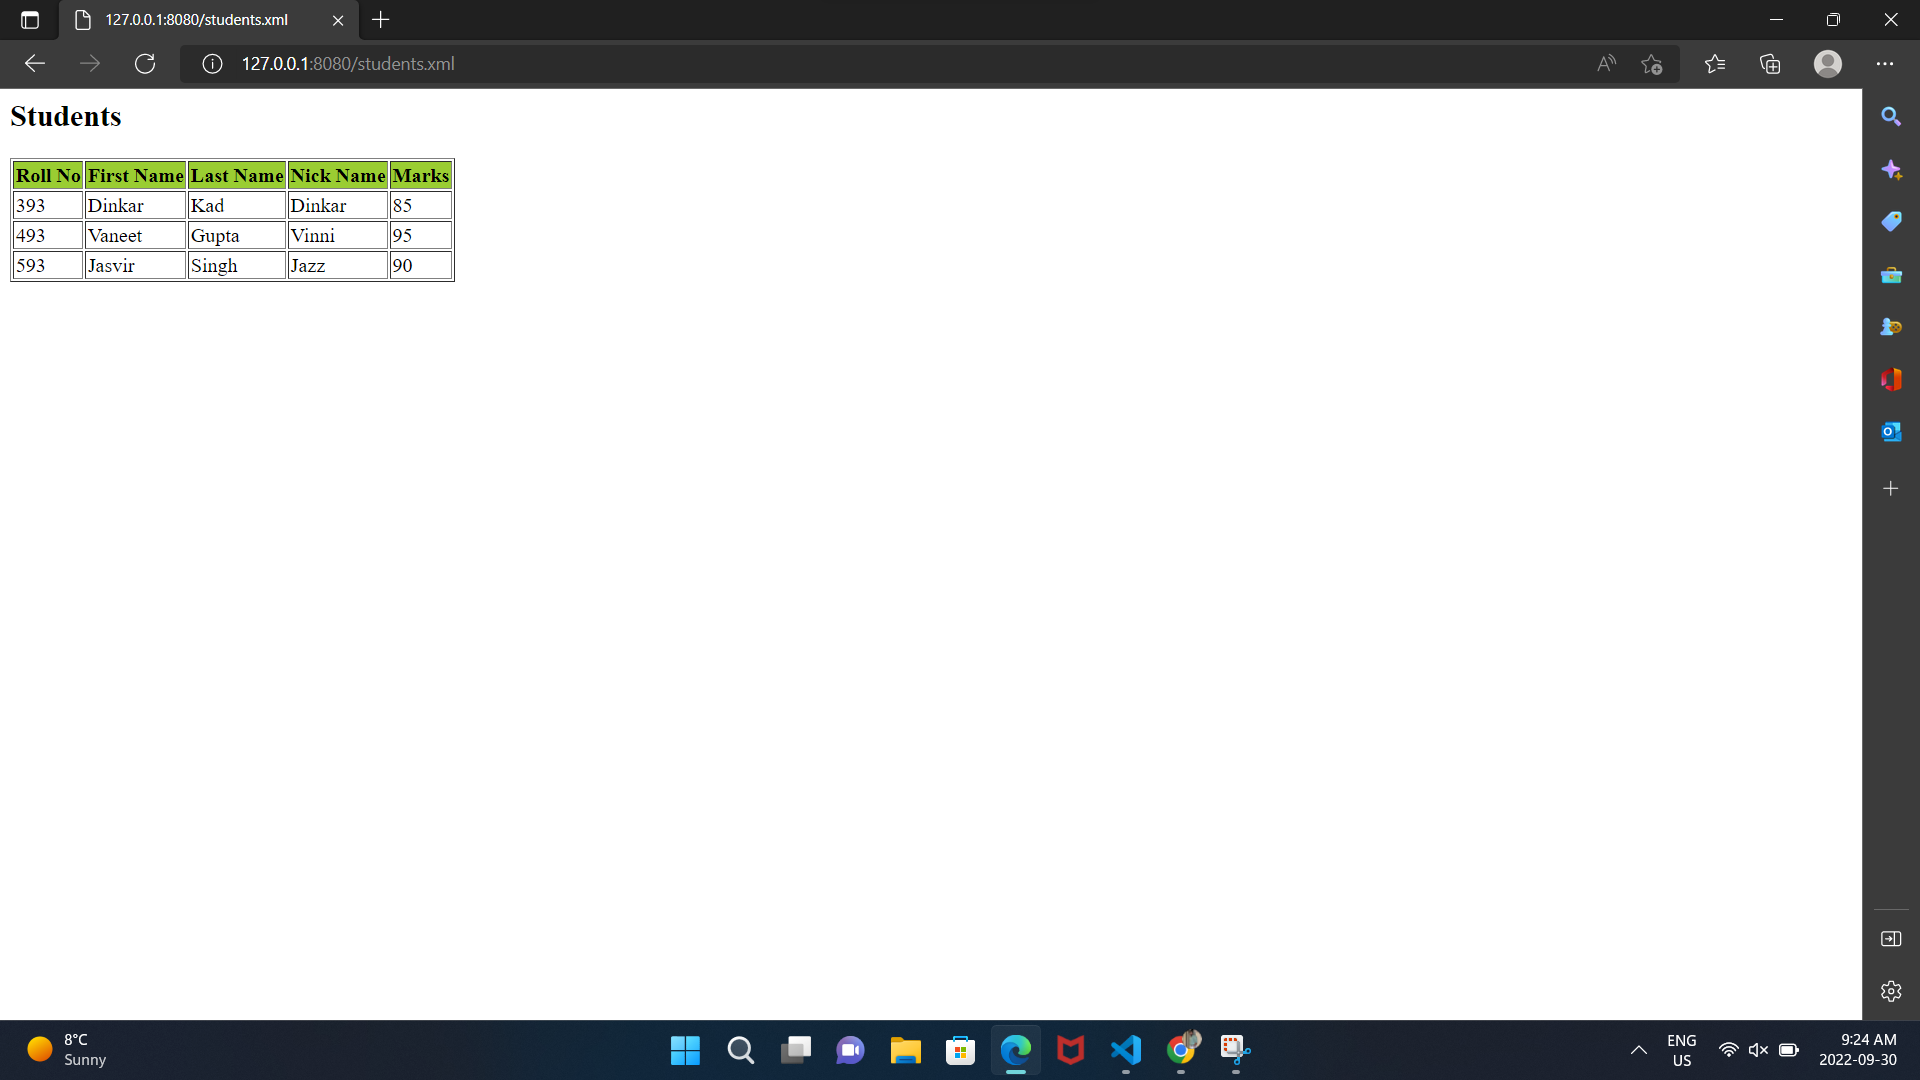 127.0.0.1:8080/students.xml
127.0.0.1:8080/students.xml
Students
Roll No First Name Last Name Nick Name Marks
393 Dinkar Kad Dinkar 85
493 Vaneet Gupta Vinni 95
593 Jasvir Singh Jazz 90
8°C
Sunny
ENG
US
9:24 AM
2022-09-30